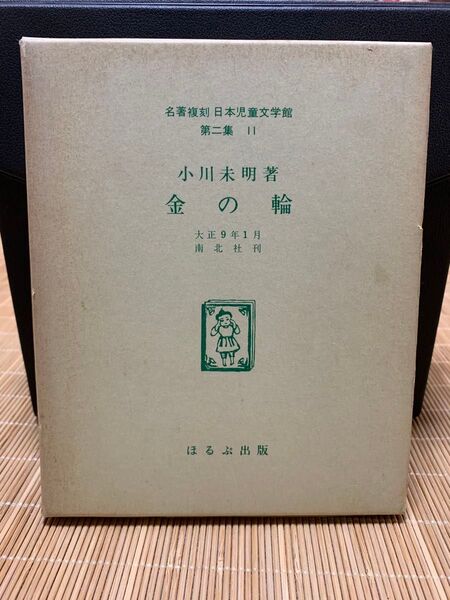 名著複刻 日本児童文学館
第二集 11
小川未明著
金の輪
大正9年1月
南北社刊
ほるぷ出版